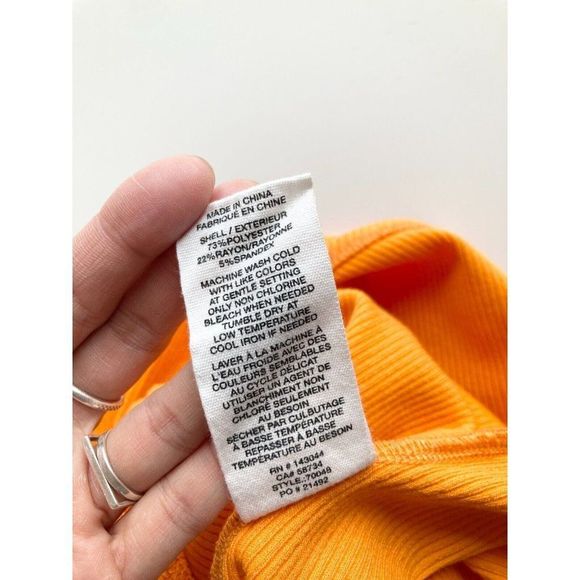 MADE IN CHINA
FABRIQUÉ EN CHINE
SHELL / EXTERIEUR
73%POLYESTER
22%RAYON/RAYONNE
5%SPANDEX
MACHINE WASH COLD
WITH LIKE COLORS
AT GENTLE SETTING
ONLY NON CHLORINE
BLEACH WHEN NEEDED
TUMBLE DRY AT
LOW TEMPERATURE
COOL IRON IF NEEDED
LAVER À LA MACHINE À
L'EAU FROIDE AVEC DES
COULEURS SEMBLABLES
AU CYCLE DÉLICAT
UTILISER UN AGENT DE
BLANCHIMENT NON
CHLORÉ SEULEMENT
AU BESOIN
SÉCHER PAR CULBUTAGE
À BASSE TEMPÉRATURE
REPASSER À BASSE
TEMPÉRATURE AU BESOIN
RN # 143044
CA# 58734
STYLE.:70048
PO # 21492